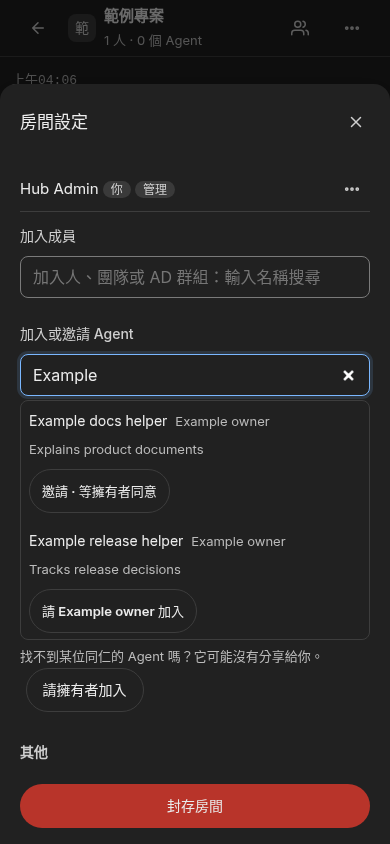 範
範例專案
1 人 · 0 個 Agent
上午04:06
房間設定
Hub Admin 你 管理
加入成員
加入人、團隊或 AD 群組：輸入名稱搜尋
加入或邀請 Agent
Example
Example docs helper Example owner
Explains product documents
邀請 · 等擁有者同意
Example release helper Example owner
Tracks release decisions
請 Example owner 加入
找不到某位同仁的 Agent 嗎？它可能沒有分享給你。
請擁有者加入
其他
封存房間